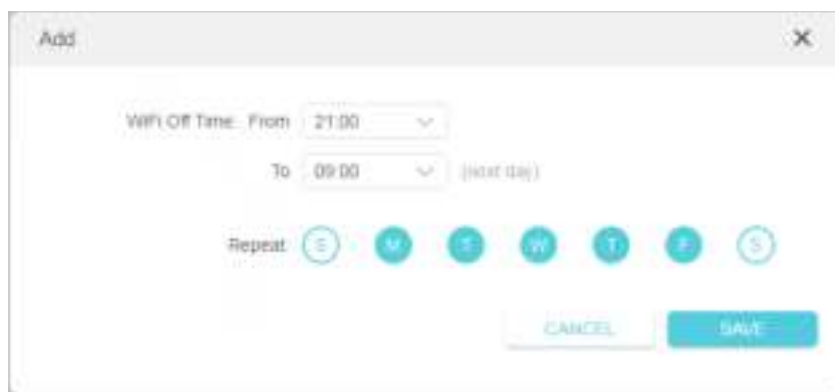 Add
WiFi Off Time: From 21:00
To 09:00 (next day)
Repeat S M T W T F S
CANCEL SAVE